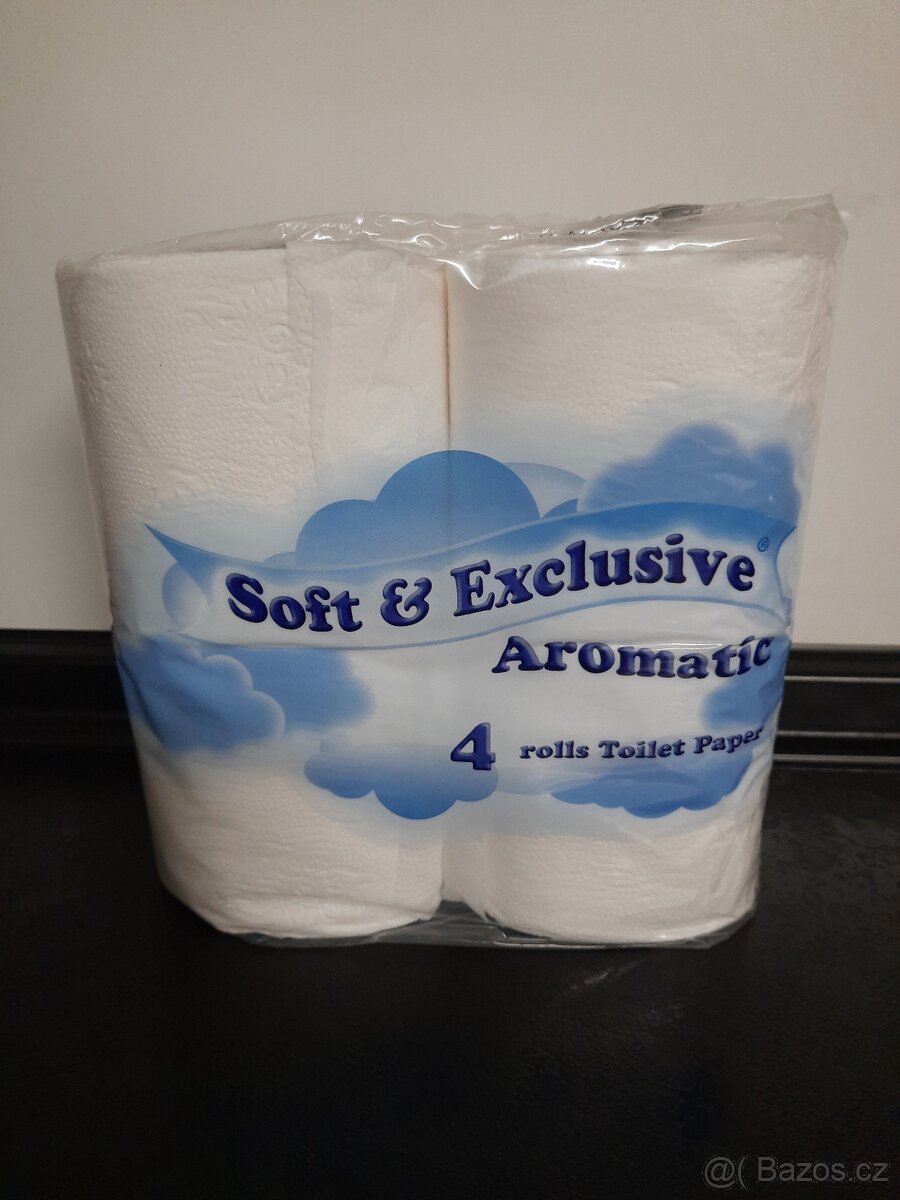 Soft & Exclusive®
Aromatic
4 rolls Toilet Paper
@( Bazos.cz